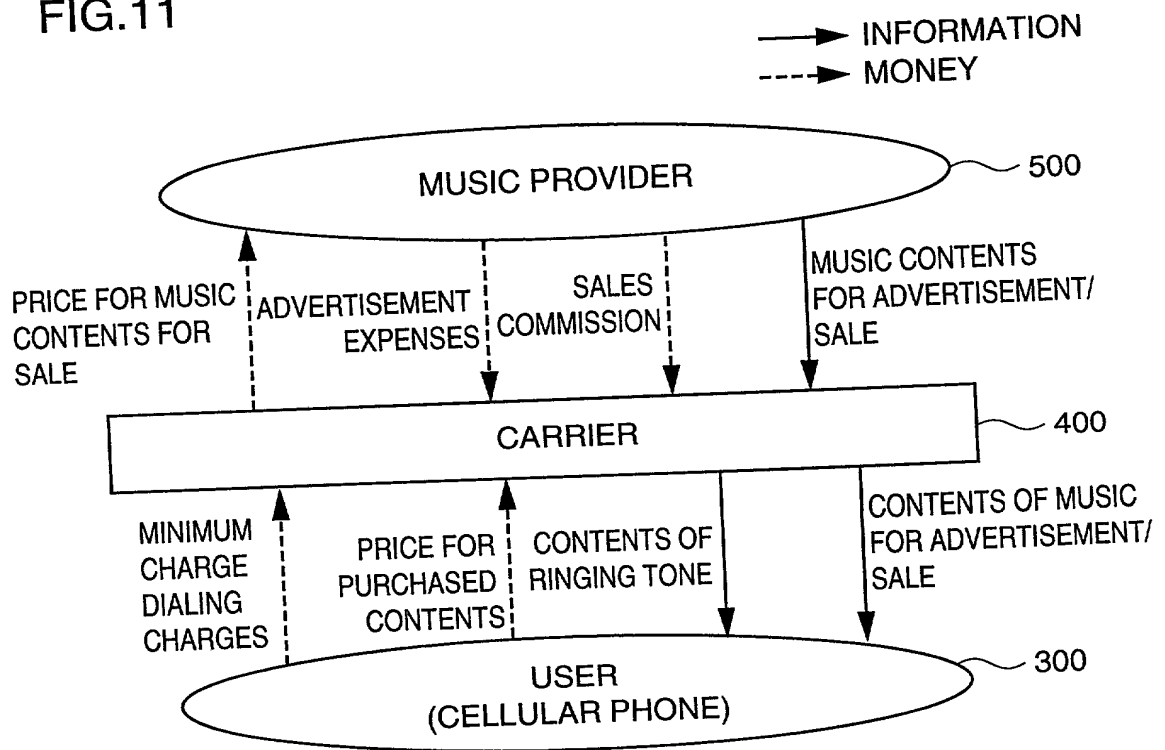 FIG.11
INFORMATION
MONEY
MUSIC PROVIDER
500
PRICE FOR MUSIC
CONTENTS FOR
SALE
ADVERTISEMENT
EXPENSES
SALES
COMMISSION
MUSIC CONTENTS
FOR ADVERTISEMENT/
SALE
CARRIER
400
MINIMUM
CHARGE
DIALING
CHARGES
PRICE FOR
PURCHASED
CONTENTS
CONTENTS OF
RINGING TONE
CONTENTS OF MUSIC
FOR ADVERTISEMENT/
SALE
USER
(CELLULAR PHONE)
300